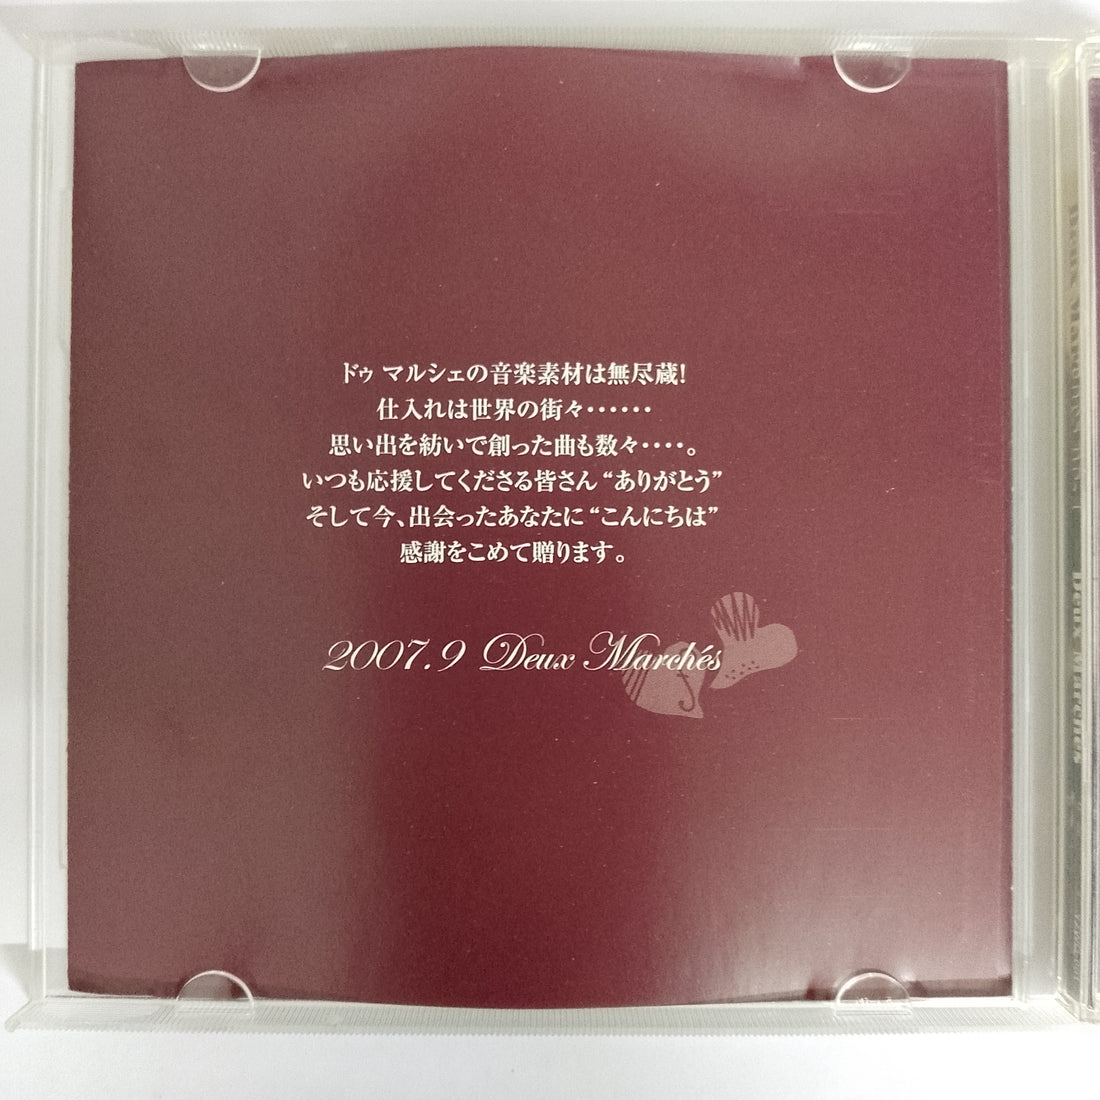 ドゥ マルシェの音楽素材は無尽蔵!
仕入れは世界の街々・・・・・・
思い出を紡いで創った曲も数々・・・・。
いつも応援してくださる皆さん“ありがとう”
そして今、出会ったあなたに“こんにちは”
感謝をこめて贈ります。
2007.9 Deux Marchés
Deux Marchés